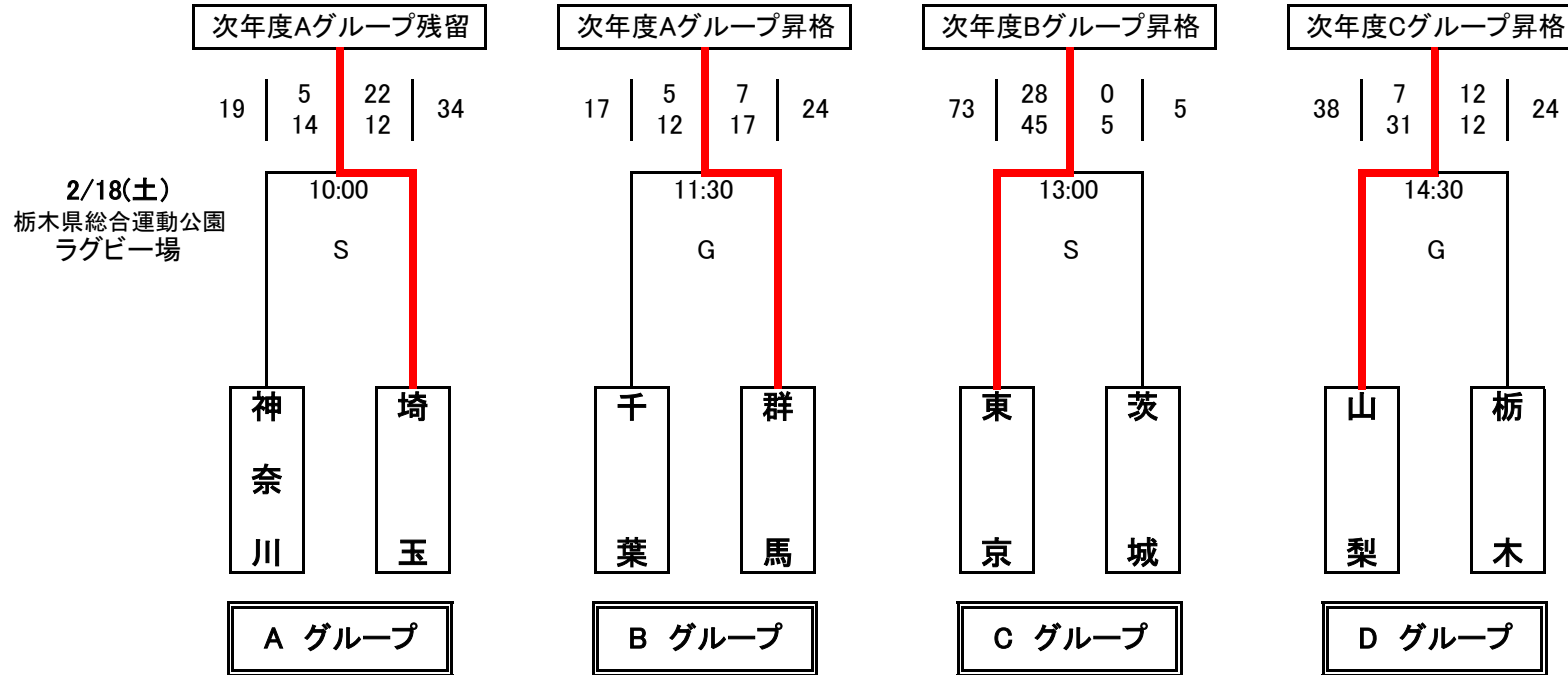 次年度Aグループ残留
次年度Aグループ昇格
次年度Bグループ昇格
次年度Cグループ昇格
19 5 22 34
14 12
17 5 7 24
12 17
73 28 0 5
45 5
38 7 12 24
31 12
2/18(土)
栃木県総合運動公園
ラグビー場
10:00
S
11:30
G
13:00
S
14:30
G
神奈川
埼玉
千葉
群馬
東京
茨城
山梨
栃木
A グループ
B グループ
C グループ
D グループ